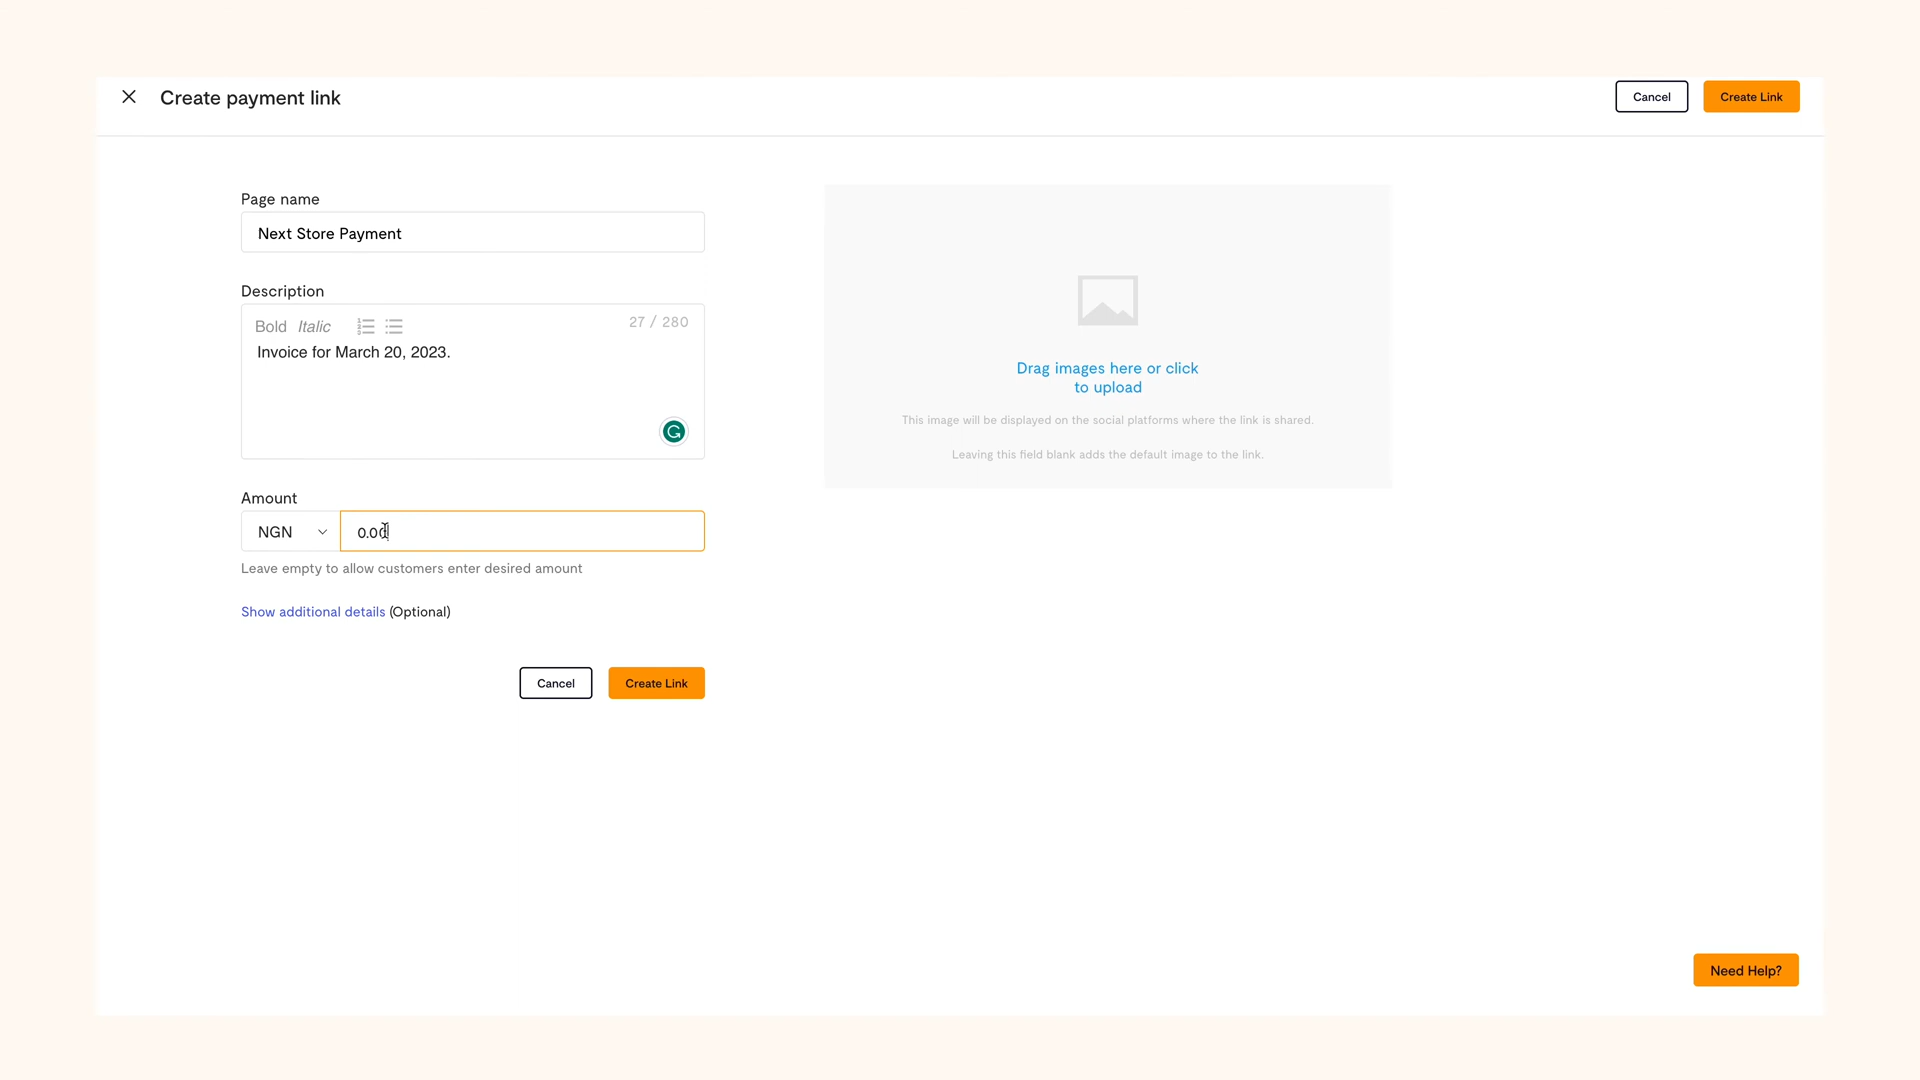 Create payment link
Cancel
Create Link
Page name
Next Store Payment
Description
Bold Italic
27 / 280
Invoice for March 20, 2023.
Amount
NGN
0.00
Leave empty to allow customers enter desired amount
Show additional details (Optional)
Cancel
Create Link
Drag images here or click
to upload
This image will be displayed on the social platforms where the link is shared.
Leaving this field blank adds the default image to the link.
Need Help?